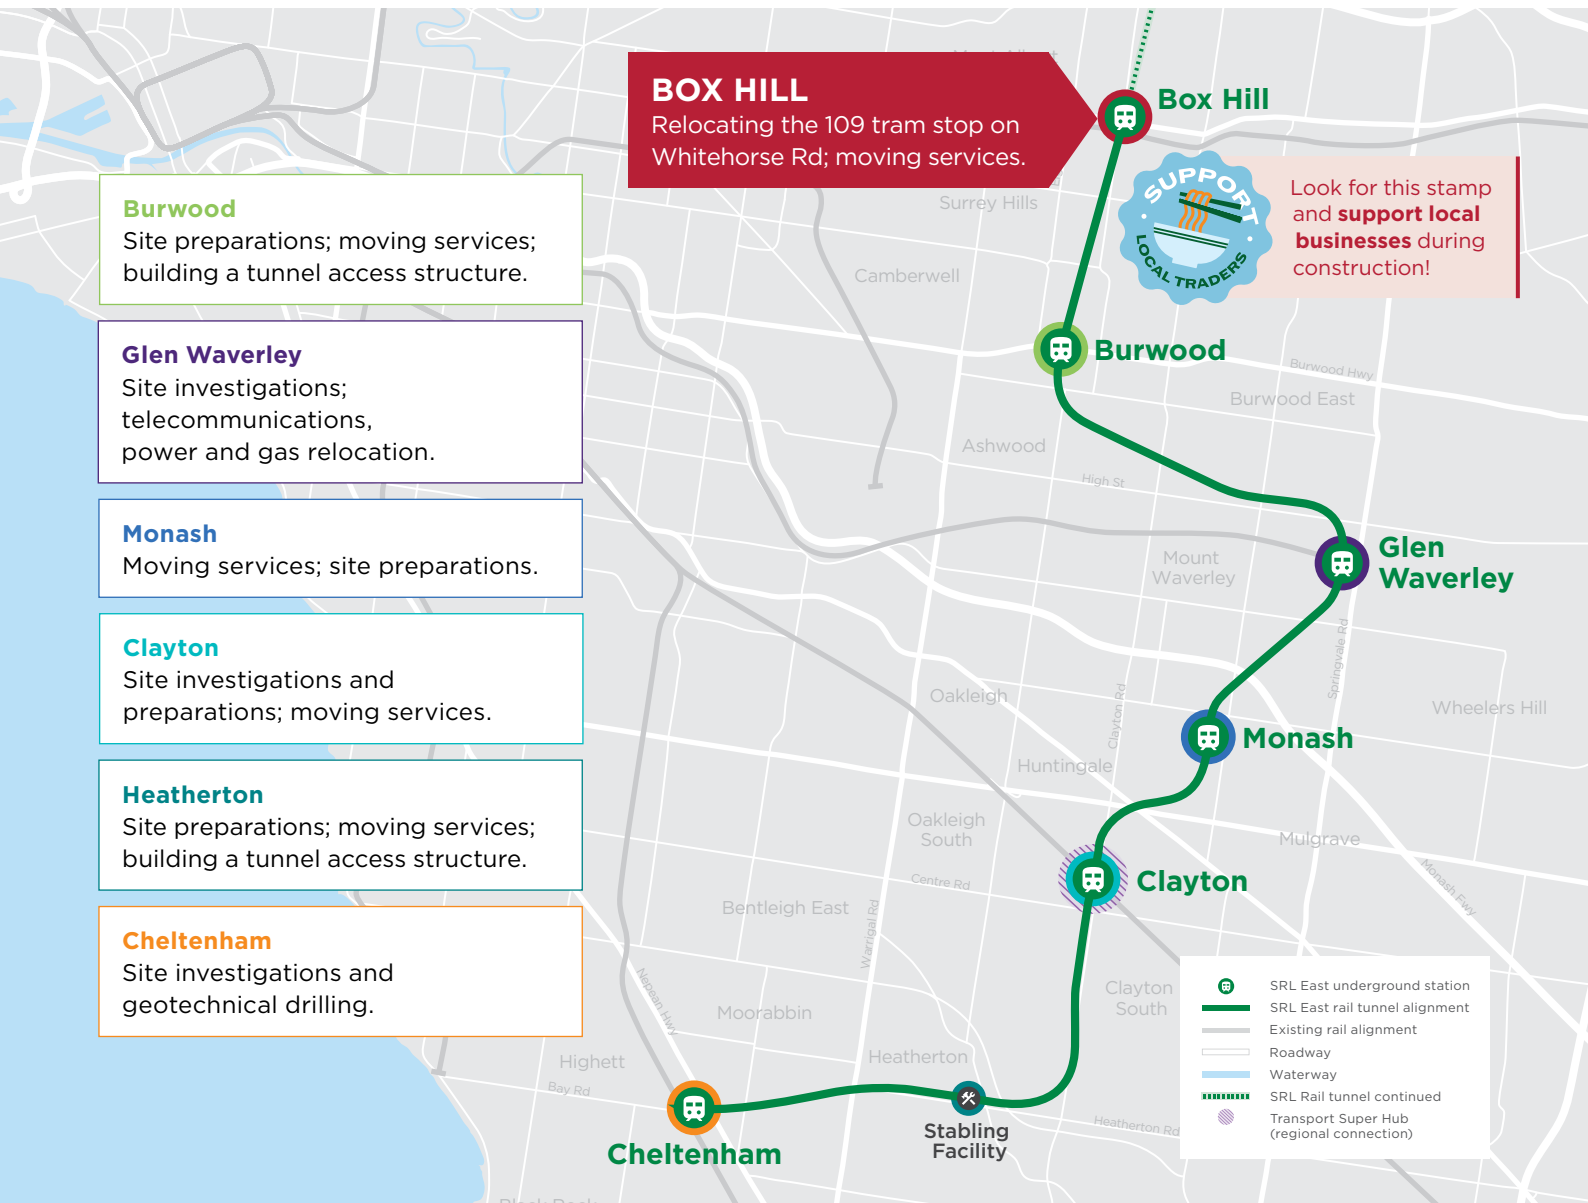 BOX HILL
Relocating the 109 tram stop on
Whitehorse Rd; moving services.
Box Hill
SUPPORT
LOCAL TRADERS
Look for this stamp
and support local
businesses during
construction!
Burwood
Site preparations; moving services;
building a tunnel access structure.
Glen Waverley
Site investigations;
telecommunications,
power and gas relocation.
Monash
Moving services; site preparations.
Clayton
Site investigations and
preparations; moving services.
Heatherton
Site preparations; moving services;
building a tunnel access structure.
Cheltenham
Site investigations and
geotechnical drilling.
Surrey Hills
Camberwell
Burwood
Burwood Hwy
Burwood East
Ashwood
High St
Mount
Waverley
Glen
Waverley
Springvale Rd
Oakleigh
Clayton Rd
Wheelers Hill
Monash
Huntingale
Oakleigh
South
Mulgrave
Centre Rd
Clayton
Monash Fwy
Bentleigh East
Warrigal Rd
Nepean Hwy
Moorabbin
Clayton
South
Highett
Heatherton
Bay Rd
Stabling
Facility
Heatherton Rd
Cheltenham
SRL East underground station
SRL East rail tunnel alignment
Existing rail alignment
Roadway
Waterway
SRL Rail tunnel continued
Transport Super Hub
(regional connection)